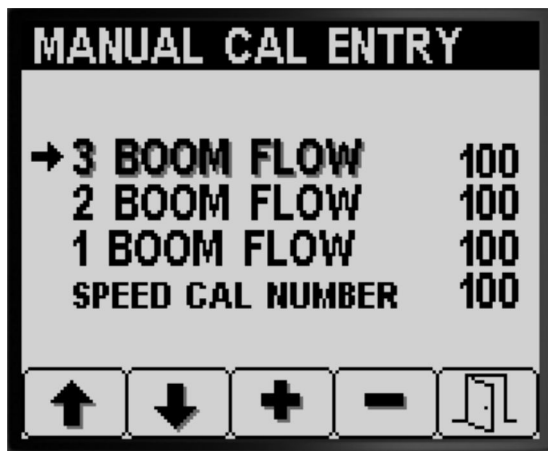 MANUAL CAL ENTRY
3 BOOM FLOW 100
2 BOOM FLOW 100
1 BOOM FLOW 100
SPEED CAL NUMBER 100